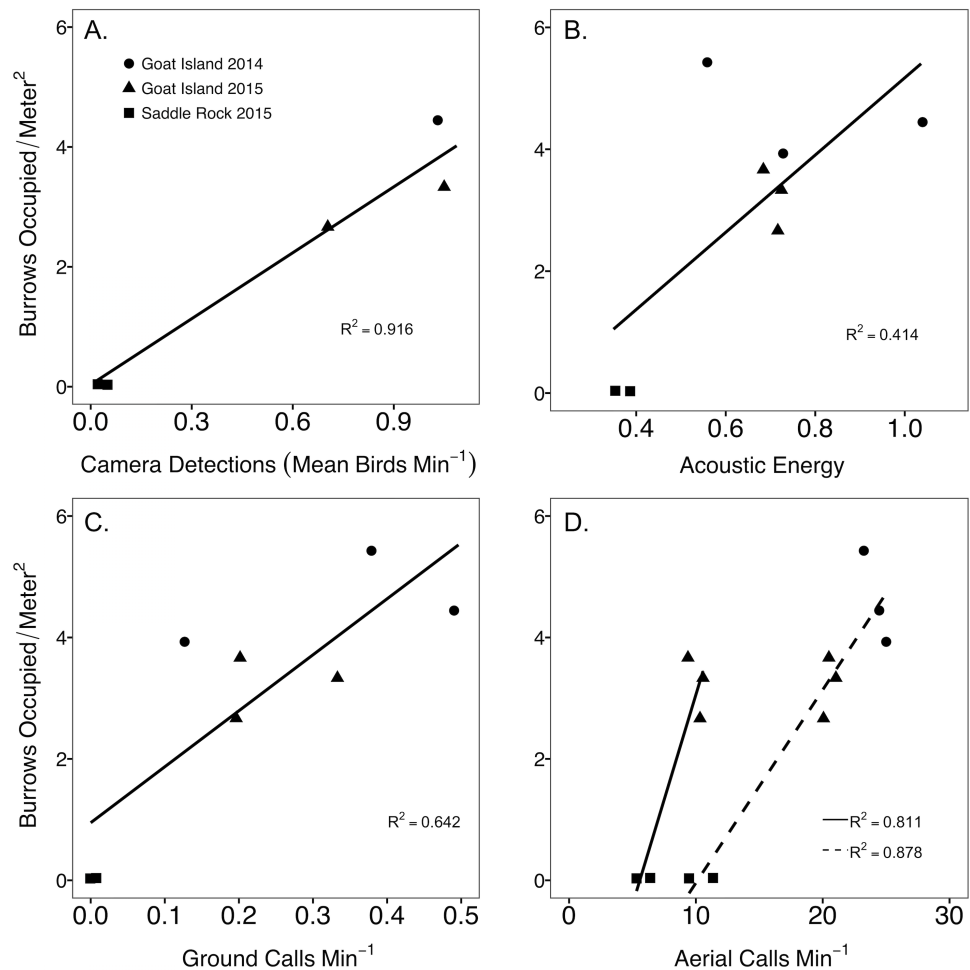 A.
Goat Island 2014
Goat Island 2015
Saddle Rock 2015
Burrows Occupied/Meter²
6
4
2
0
R² = 0.916
0.0 0.3 0.6 0.9
Camera Detections (Mean Birds Min⁻¹)
B.
6
4
2
0
R² = 0.414
0.4 0.6 0.8 1.0
Acoustic Energy
C.
Burrows Occupied/Meter²
6
4
2
0
R² = 0.642
0.0 0.1 0.2 0.3 0.4 0.5
Ground Calls Min⁻¹
D.
6
4
2
0
R² = 0.811
R² = 0.878
0 10 20 30
Aerial Calls Min⁻¹